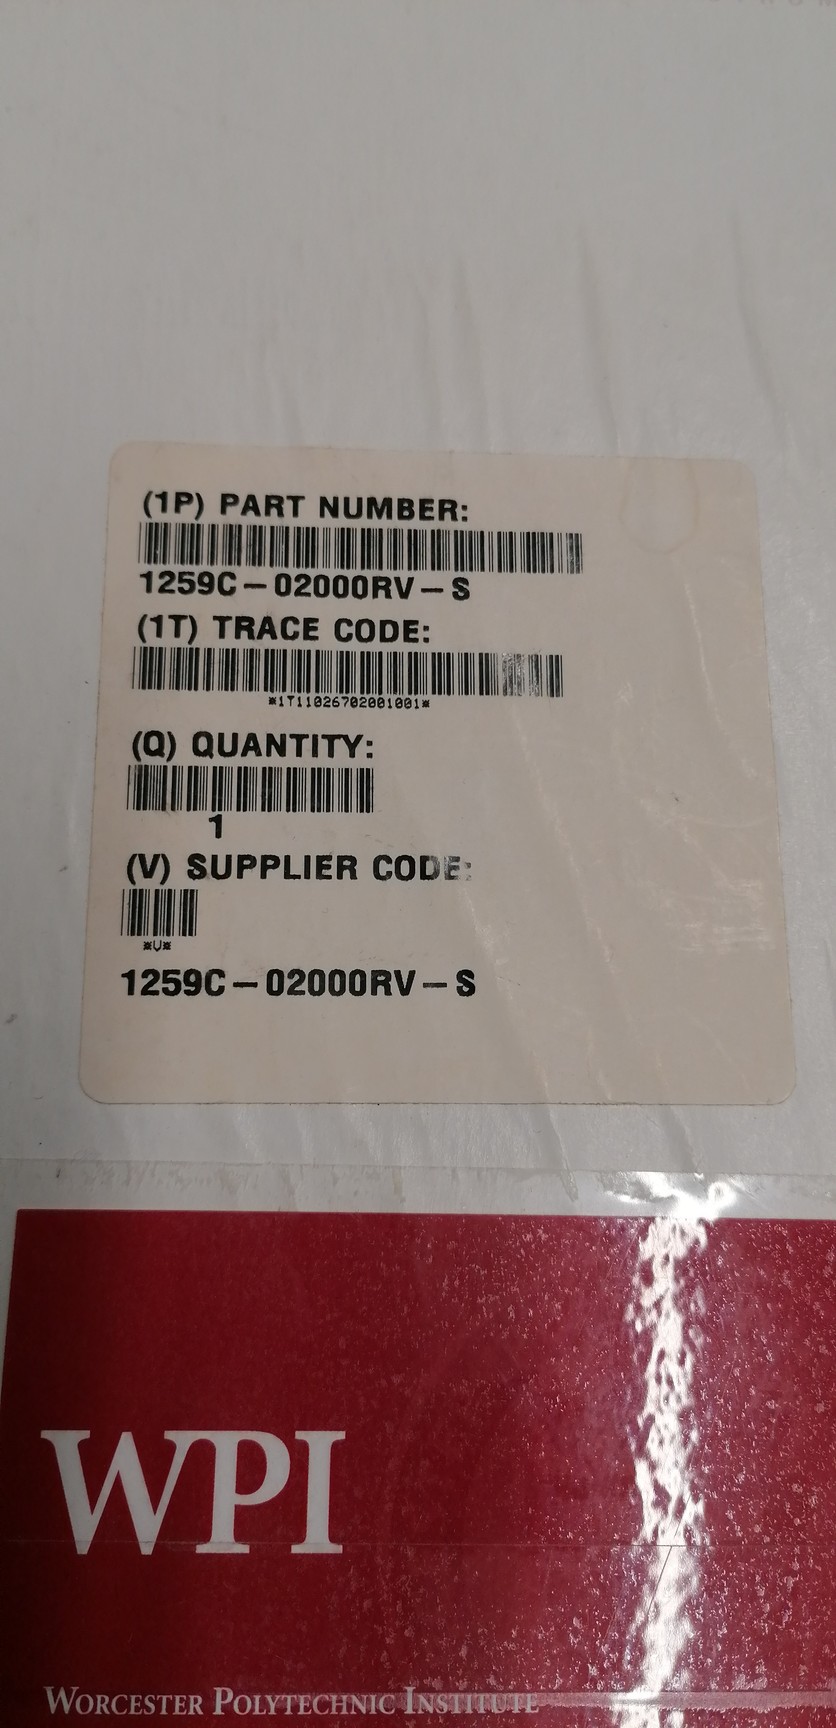 (1P) PART NUMBER:
1259C-02000RV-S
(1T) TRACE CODE:
*1T11026702001001*
(Q) QUANTITY:
1
(V) SUPPLIER CODE:
*V*
1259C-02000RV-S
WPI
WORCESTER POLYTECHNIC INSTITUTE